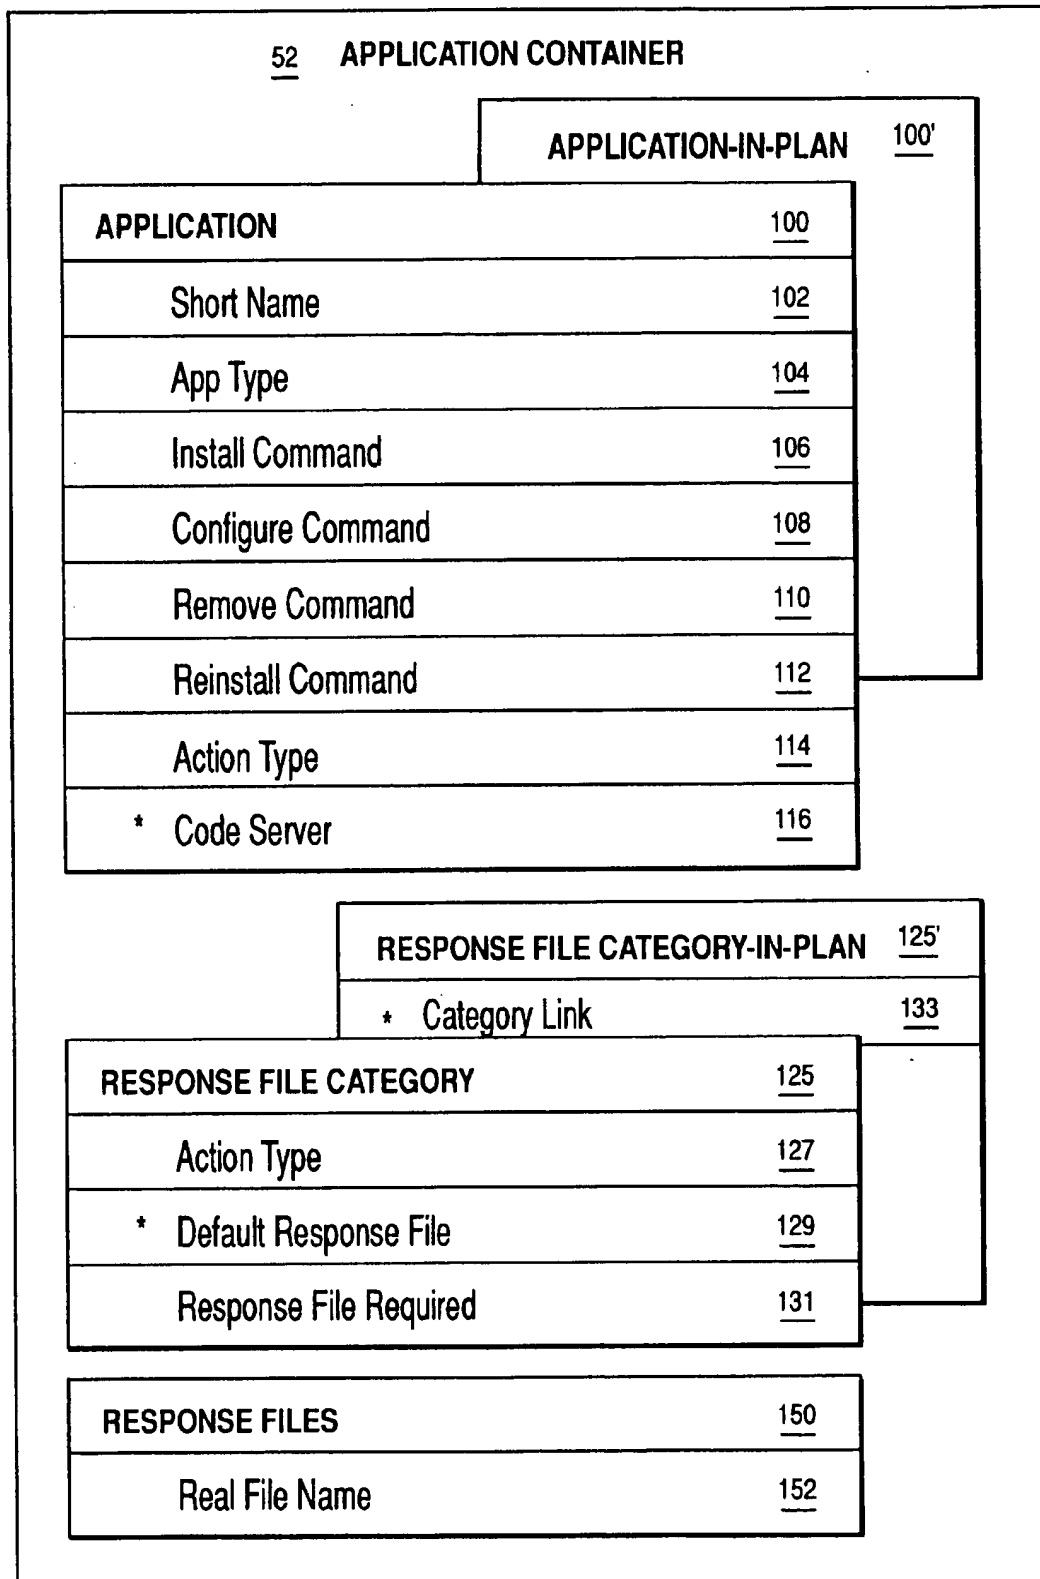 52 APPLICATION CONTAINER
APPLICATION-IN-PLAN 100'
APPLICATION 100
Short Name 102
App Type 104
Install Command 106
Configure Command 108
Remove Command 110
Reinstall Command 112
Action Type 114
* Code Server 116
RESPONSE FILE CATEGORY-IN-PLAN 125'
* Category Link 133
RESPONSE FILE CATEGORY 125
Action Type 127
* Default Response File 129
Response File Required 131
RESPONSE FILES 150
Real File Name 152